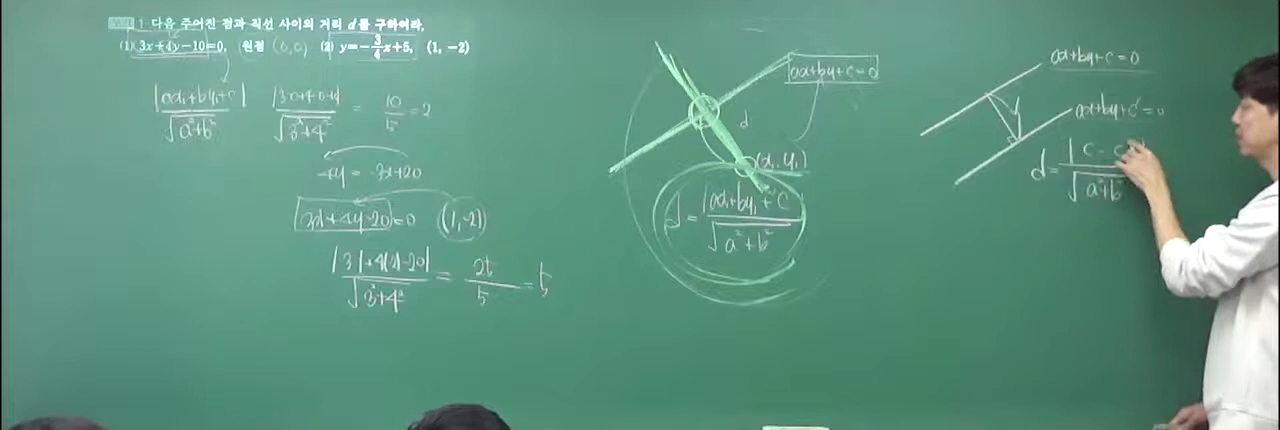 1 다음 주어진 점과 직선 사이의 거리 d를 구하여라.
(1) 3x+4y-10=0, 원점 (0,0) (2) y=-3/4x+5, (1, -2)
|ax₁+by₁+c| / √a²+b²
|3·0+4·0-10| / √3²+4² = 10/5 = 2
4y = -3x+20
3x+4y-20=0 (1,-2)
|3·1+4(-2)-20| / √3²+4² = 25/5 = 5
ax+by+c=0
d
(x₁, y₁)
d = |ax₁+by₁+c| / √a²+b²
ax+by+c=0
d
ax+by+c'=0
d = |c-c / √a²+b²